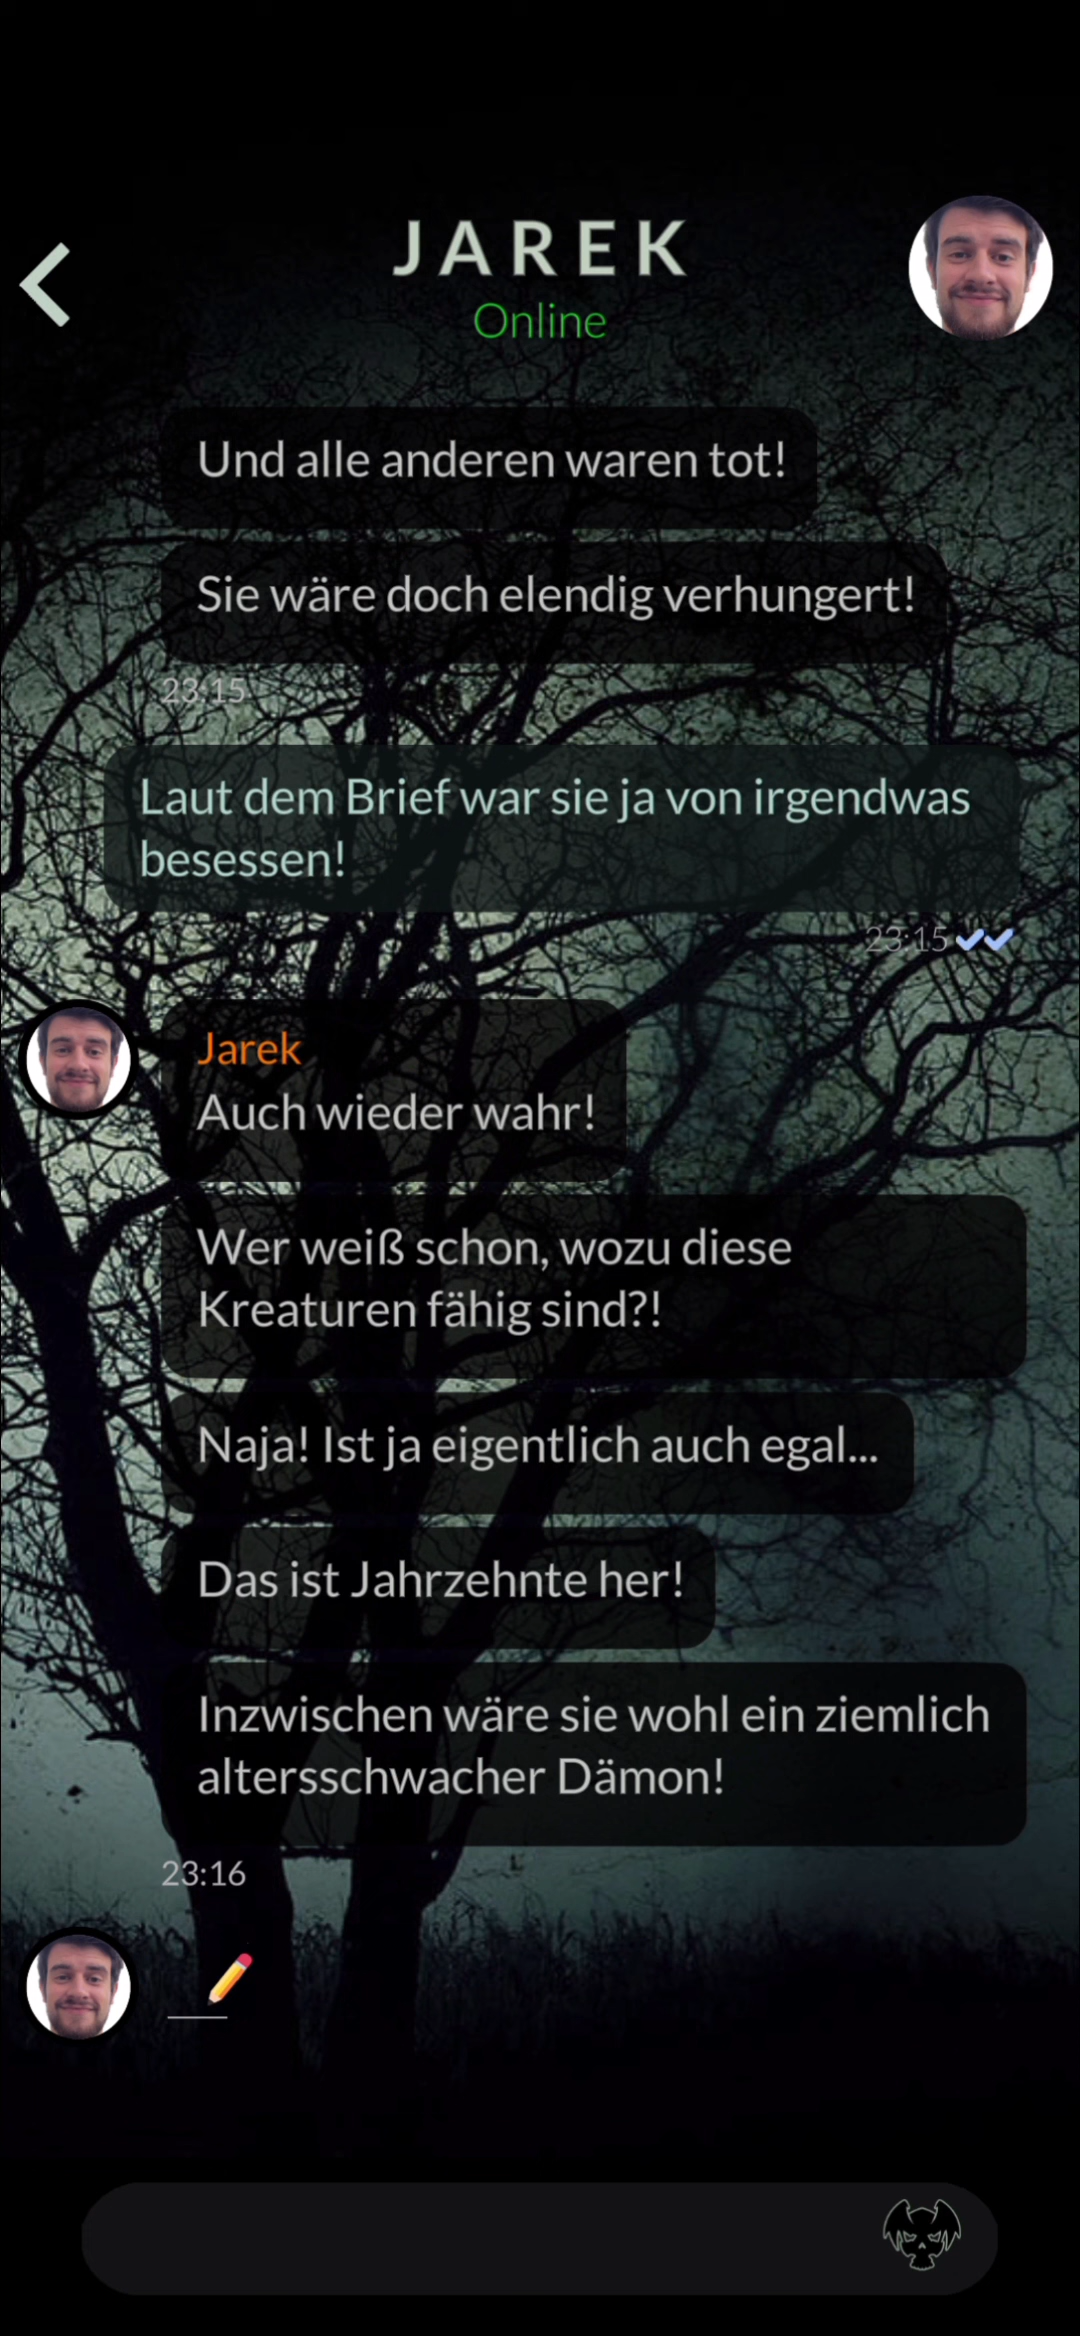 JAREK
Online
Und alle anderen waren tot!
Sie wäre doch elendig verhungert!
23:15
Laut dem Brief war sie ja von irgendwas
besessen!
23:15
Jarek
Auch wieder wahr!
Wer weiß schon, wozu diese
Kreaturen fähig sind?!
Naja! Ist ja eigentlich auch egal...
Das ist Jahrzehnte her!
Inzwischen wäre sie wohl ein ziemlich
altersschwacher Dämon!
23:16